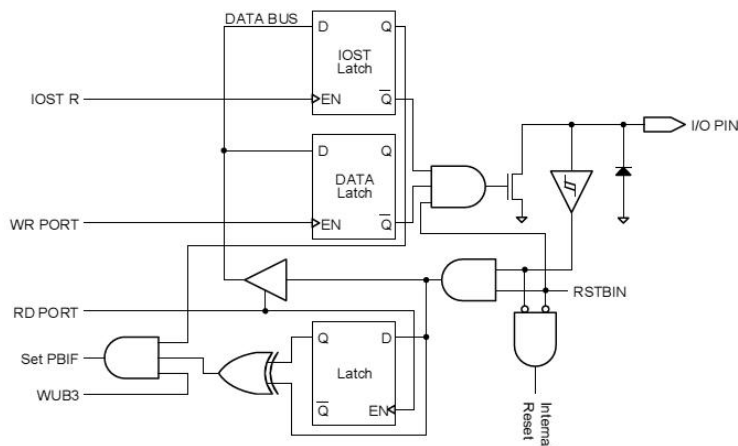 DATA BUS
D
Q
IOST
Latch
IOST R
EN
Q
I/O PIN
D
Q
DATA
Latch
WR PORT
EN
Q
RSTBIN
RD PORT
Q
D
Set PBIF
Latch
WUB3
Q
EN
Interna
Reset